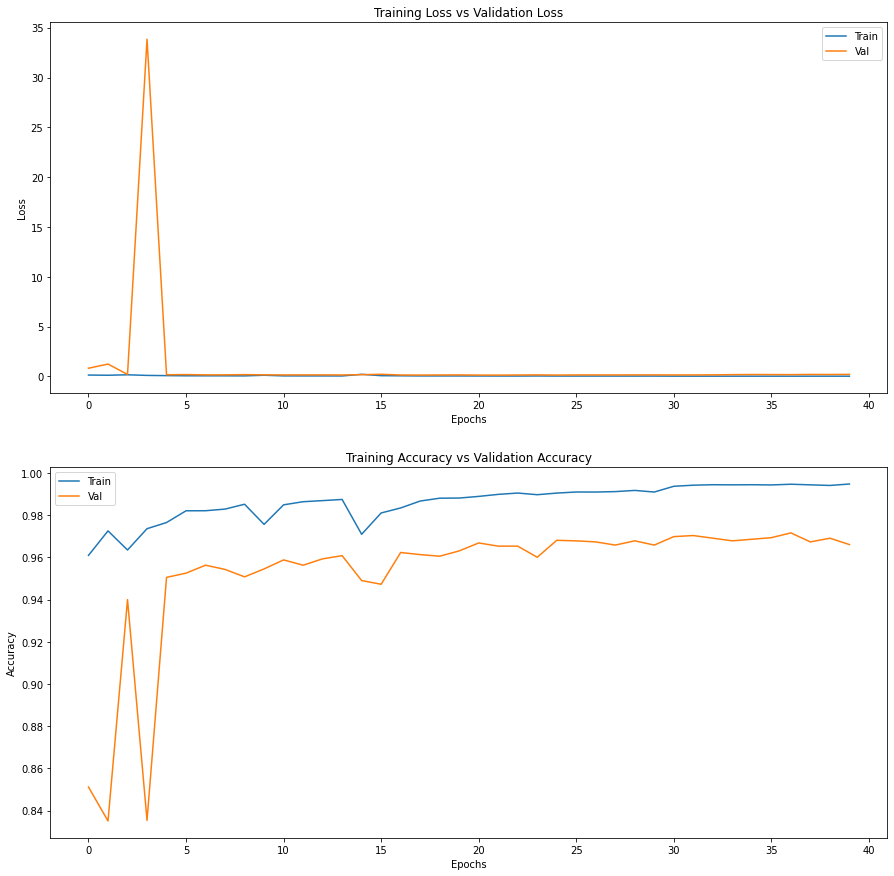 Training Loss vs Validation Loss
35
30
25
20
15
10
5
0
Loss
Train
Val
0 5 10 15 20 25 30 35 40
Epochs
Training Accuracy vs Validation Accuracy
1.00
0.98
0.96
0.94
0.92
0.90
0.88
0.86
0.84
Accuracy
Train
Val
0 5 10 15 20 25 30 35 40
Epochs